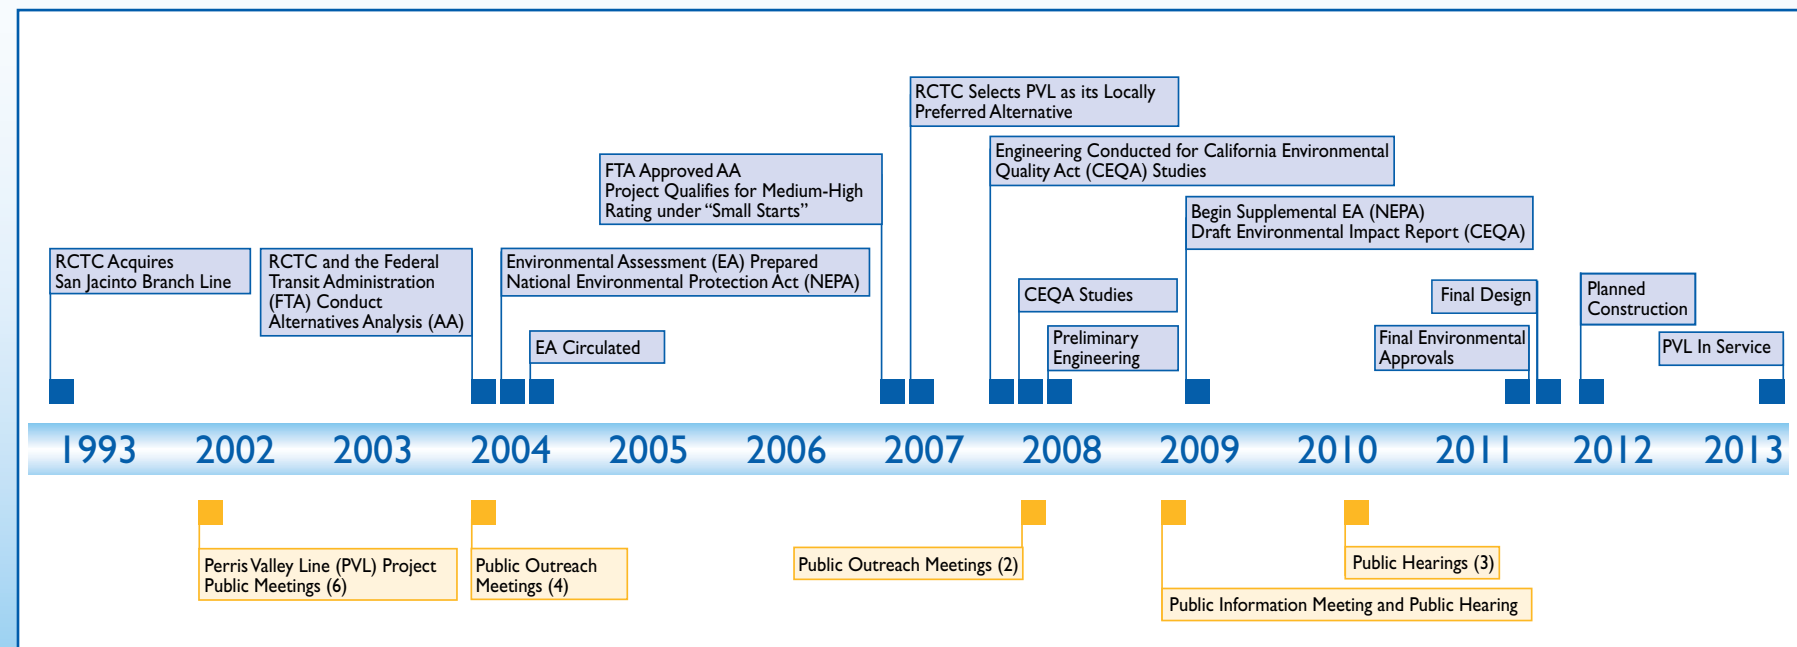 RCTC Selects PVL as its Locally
Preferred Alternative
Engineering Conducted for California Environmental
Quality Act (CEQA) Studies
FTA Approved AA
Project Qualifies for Medium-High
Rating under “Small Starts”
Begin Supplemental EA (NEPA)
Draft Environmental Impact Report (CEQA)
RCTC Acquires
San Jacinto Branch Line
RCTC and the Federal
Transit Administration
(FTA) Conduct
Alternatives Analysis (AA)
Environmental Assessment (EA) Prepared
National Environmental Protection Act (NEPA)
EA Circulated
CEQA Studies
Preliminary
Engineering
Final Design
Final Environmental
Approvals
Planned
Construction
PVL In Service
1993 2002 2003 2004 2005 2006 2007 2008 2009 2010 2011 2012 2013
Perris Valley Line (PVL) Project
Public Meetings (6)
Public Outreach
Meetings (4)
Public Outreach Meetings (2)
Public Hearings (3)
Public Information Meeting and Public Hearing